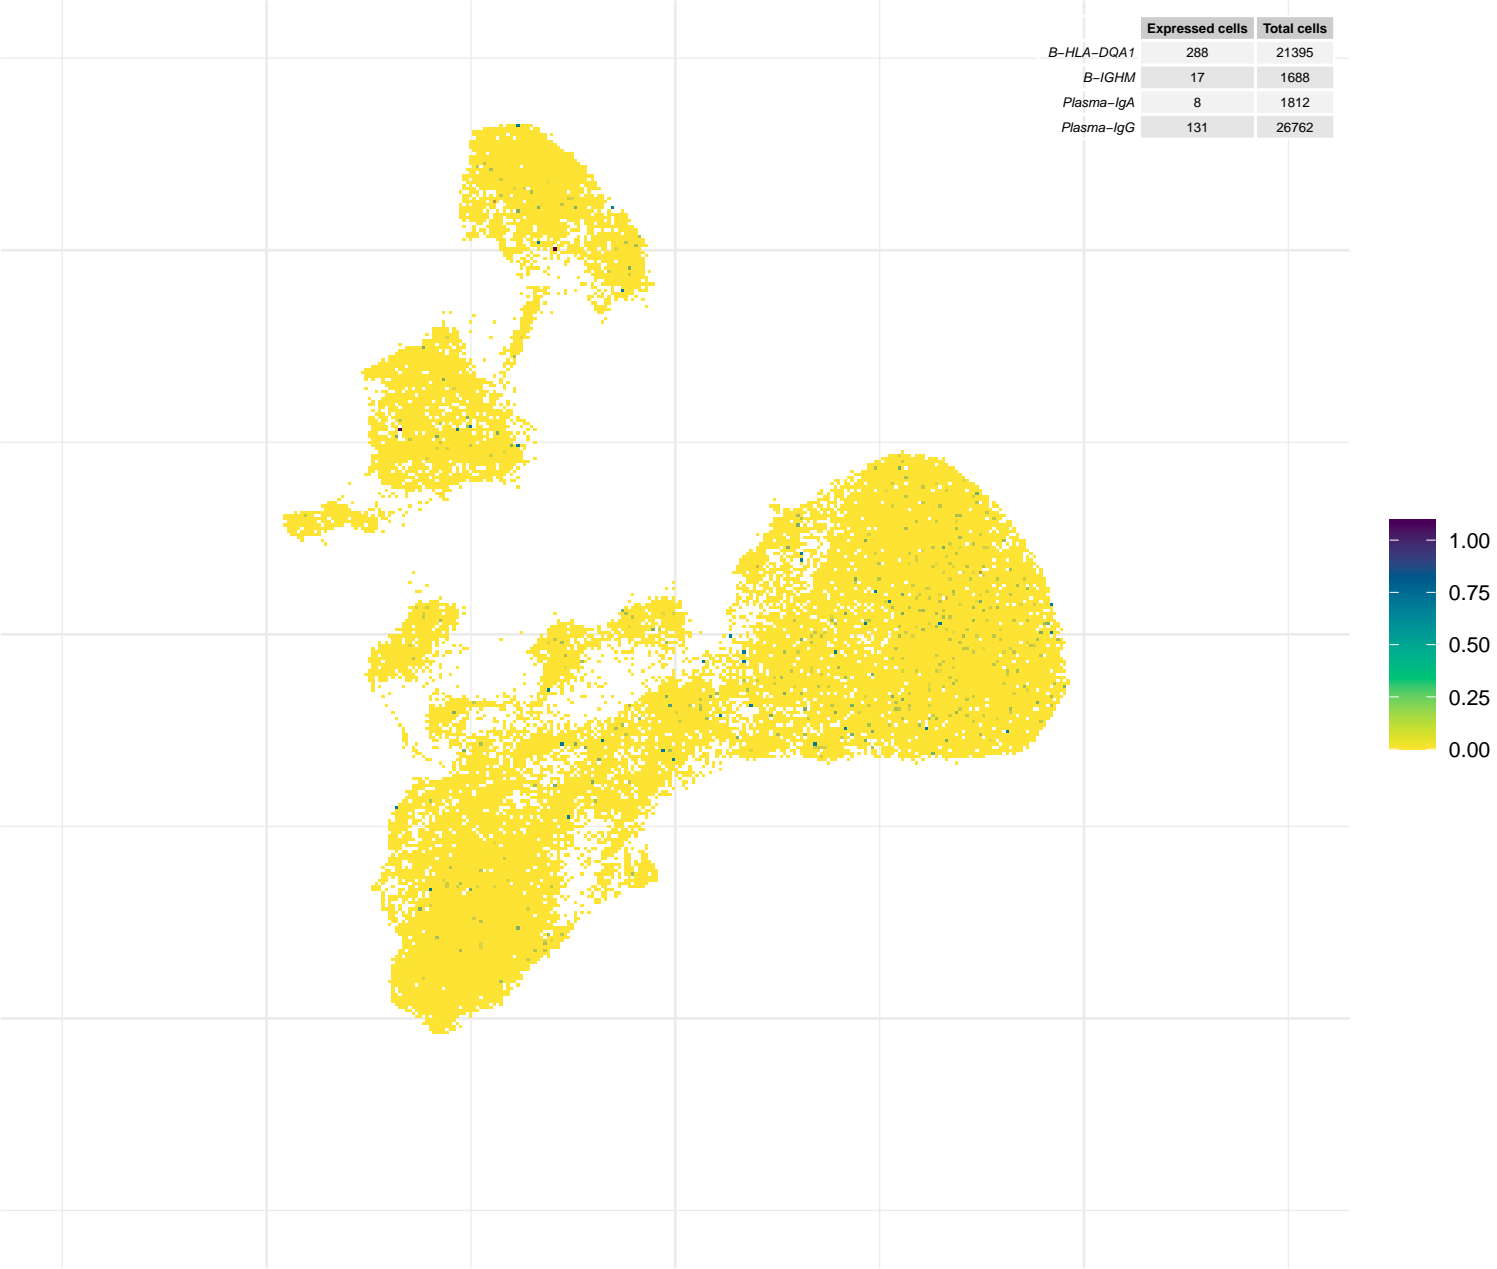 Expressed cells Total cells
B−HLA−DQA1 288 21395
B−IGHM 17 1688
Plasma−IgA 8 1812
Plasma−IgG 131 26762
1.00
0.75
0.50
0.25
0.00